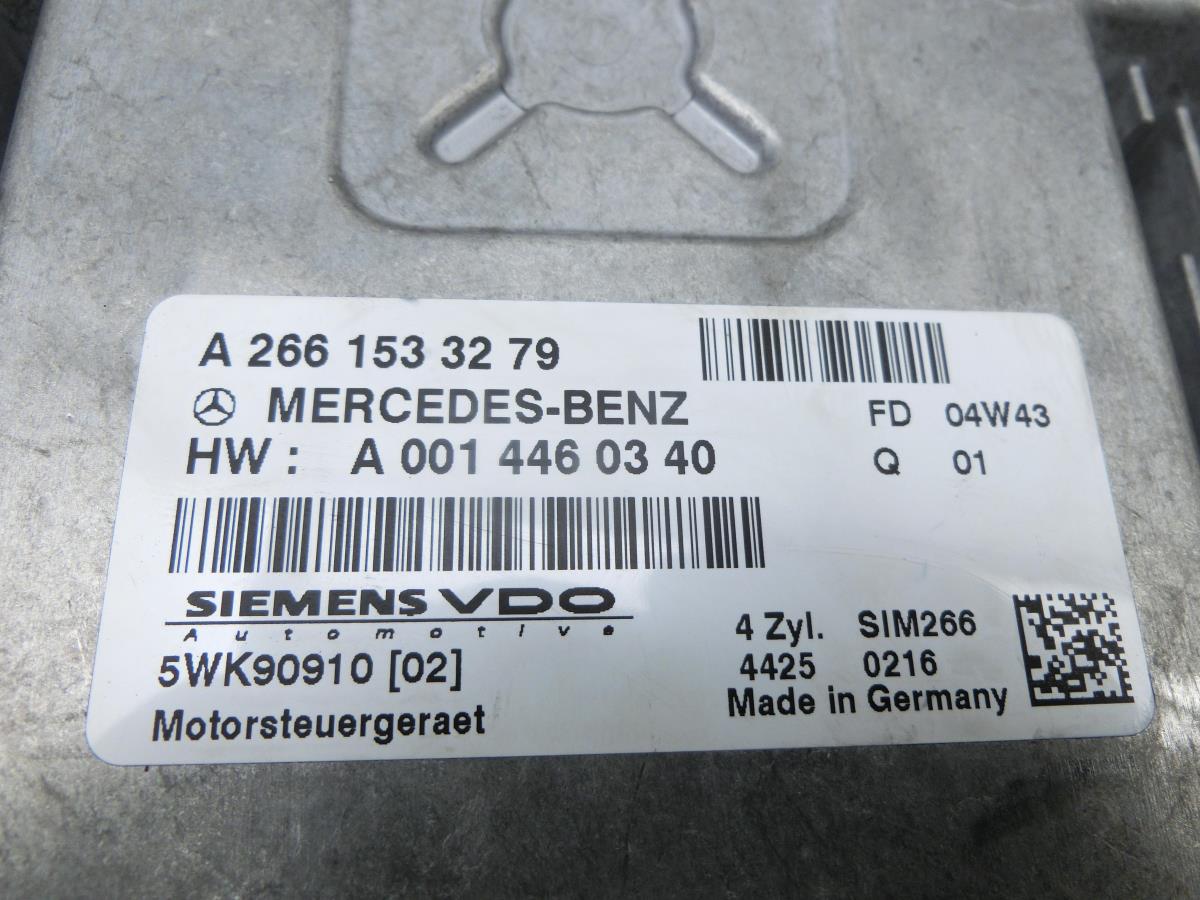 A 266 153 32 79
MERCEDES-BENZ
FD 04W43
HW : A 001 446 03 40
Q 01
SIEMENS VDO
Automotive
4 Zyl. SIM266
5WK90910 [02]
4425 0216
Made in Germany
Motorsteuergeraet